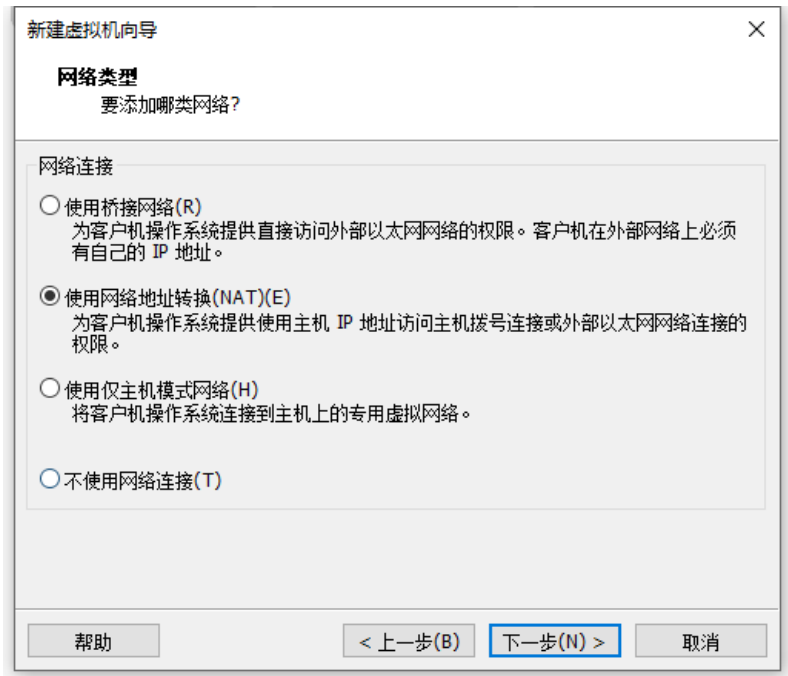 新建虚拟机向导
网络类型
要添加哪类网络?
网络连接
使用桥接网络(R)
为客户机操作系统提供直接访问外部以太网网络的权限。客户机在外部网络上必须
有自己的 IP 地址。
使用网络地址转换(NAT)(E)
为客户机操作系统提供使用主机 IP 地址访问主机拨号连接或外部以太网网络连接的
权限。
使用仅主机模式网络(H)
将客户机操作系统连接到主机上的专用虚拟网络。
不使用网络连接(T)
帮助
< 上一步(B)
下一步(N) >
取消